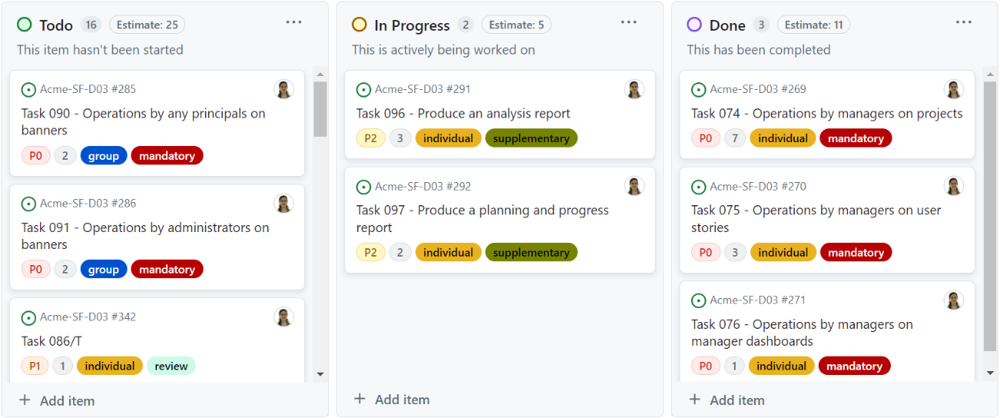 Todo 16 Estimate: 25
This item hasn't been started
Acme-SF-D03 #285
Task 090 - Operations by any principals on
banners
P0 2 group mandatory
Acme-SF-D03 #286
Task 091 - Operations by administrators on
banners
P0 2 group mandatory
Acme-SF-D03 #342
Task 086/T
P1 1 individual review
+ Add item
In Progress 2 Estimate: 5
This is actively being worked on
Acme-SF-D03 #291
Task 096 - Produce an analysis report
P2 3 individual supplementary
Acme-SF-D03 #292
Task 097 - Produce a planning and progress
report
P2 2 individual supplementary
+ Add item
Done 3 Estimate: 11
This has been completed
Acme-SF-D03 #269
Task 074 - Operations by managers on projects
P0 7 individual mandatory
Acme-SF-D03 #270
Task 075 - Operations by managers on user
stories
P0 3 individual mandatory
Acme-SF-D03 #271
Task 076 - Operations by managers on
manager dashboards
P0 1 individual mandatory
+ Add item